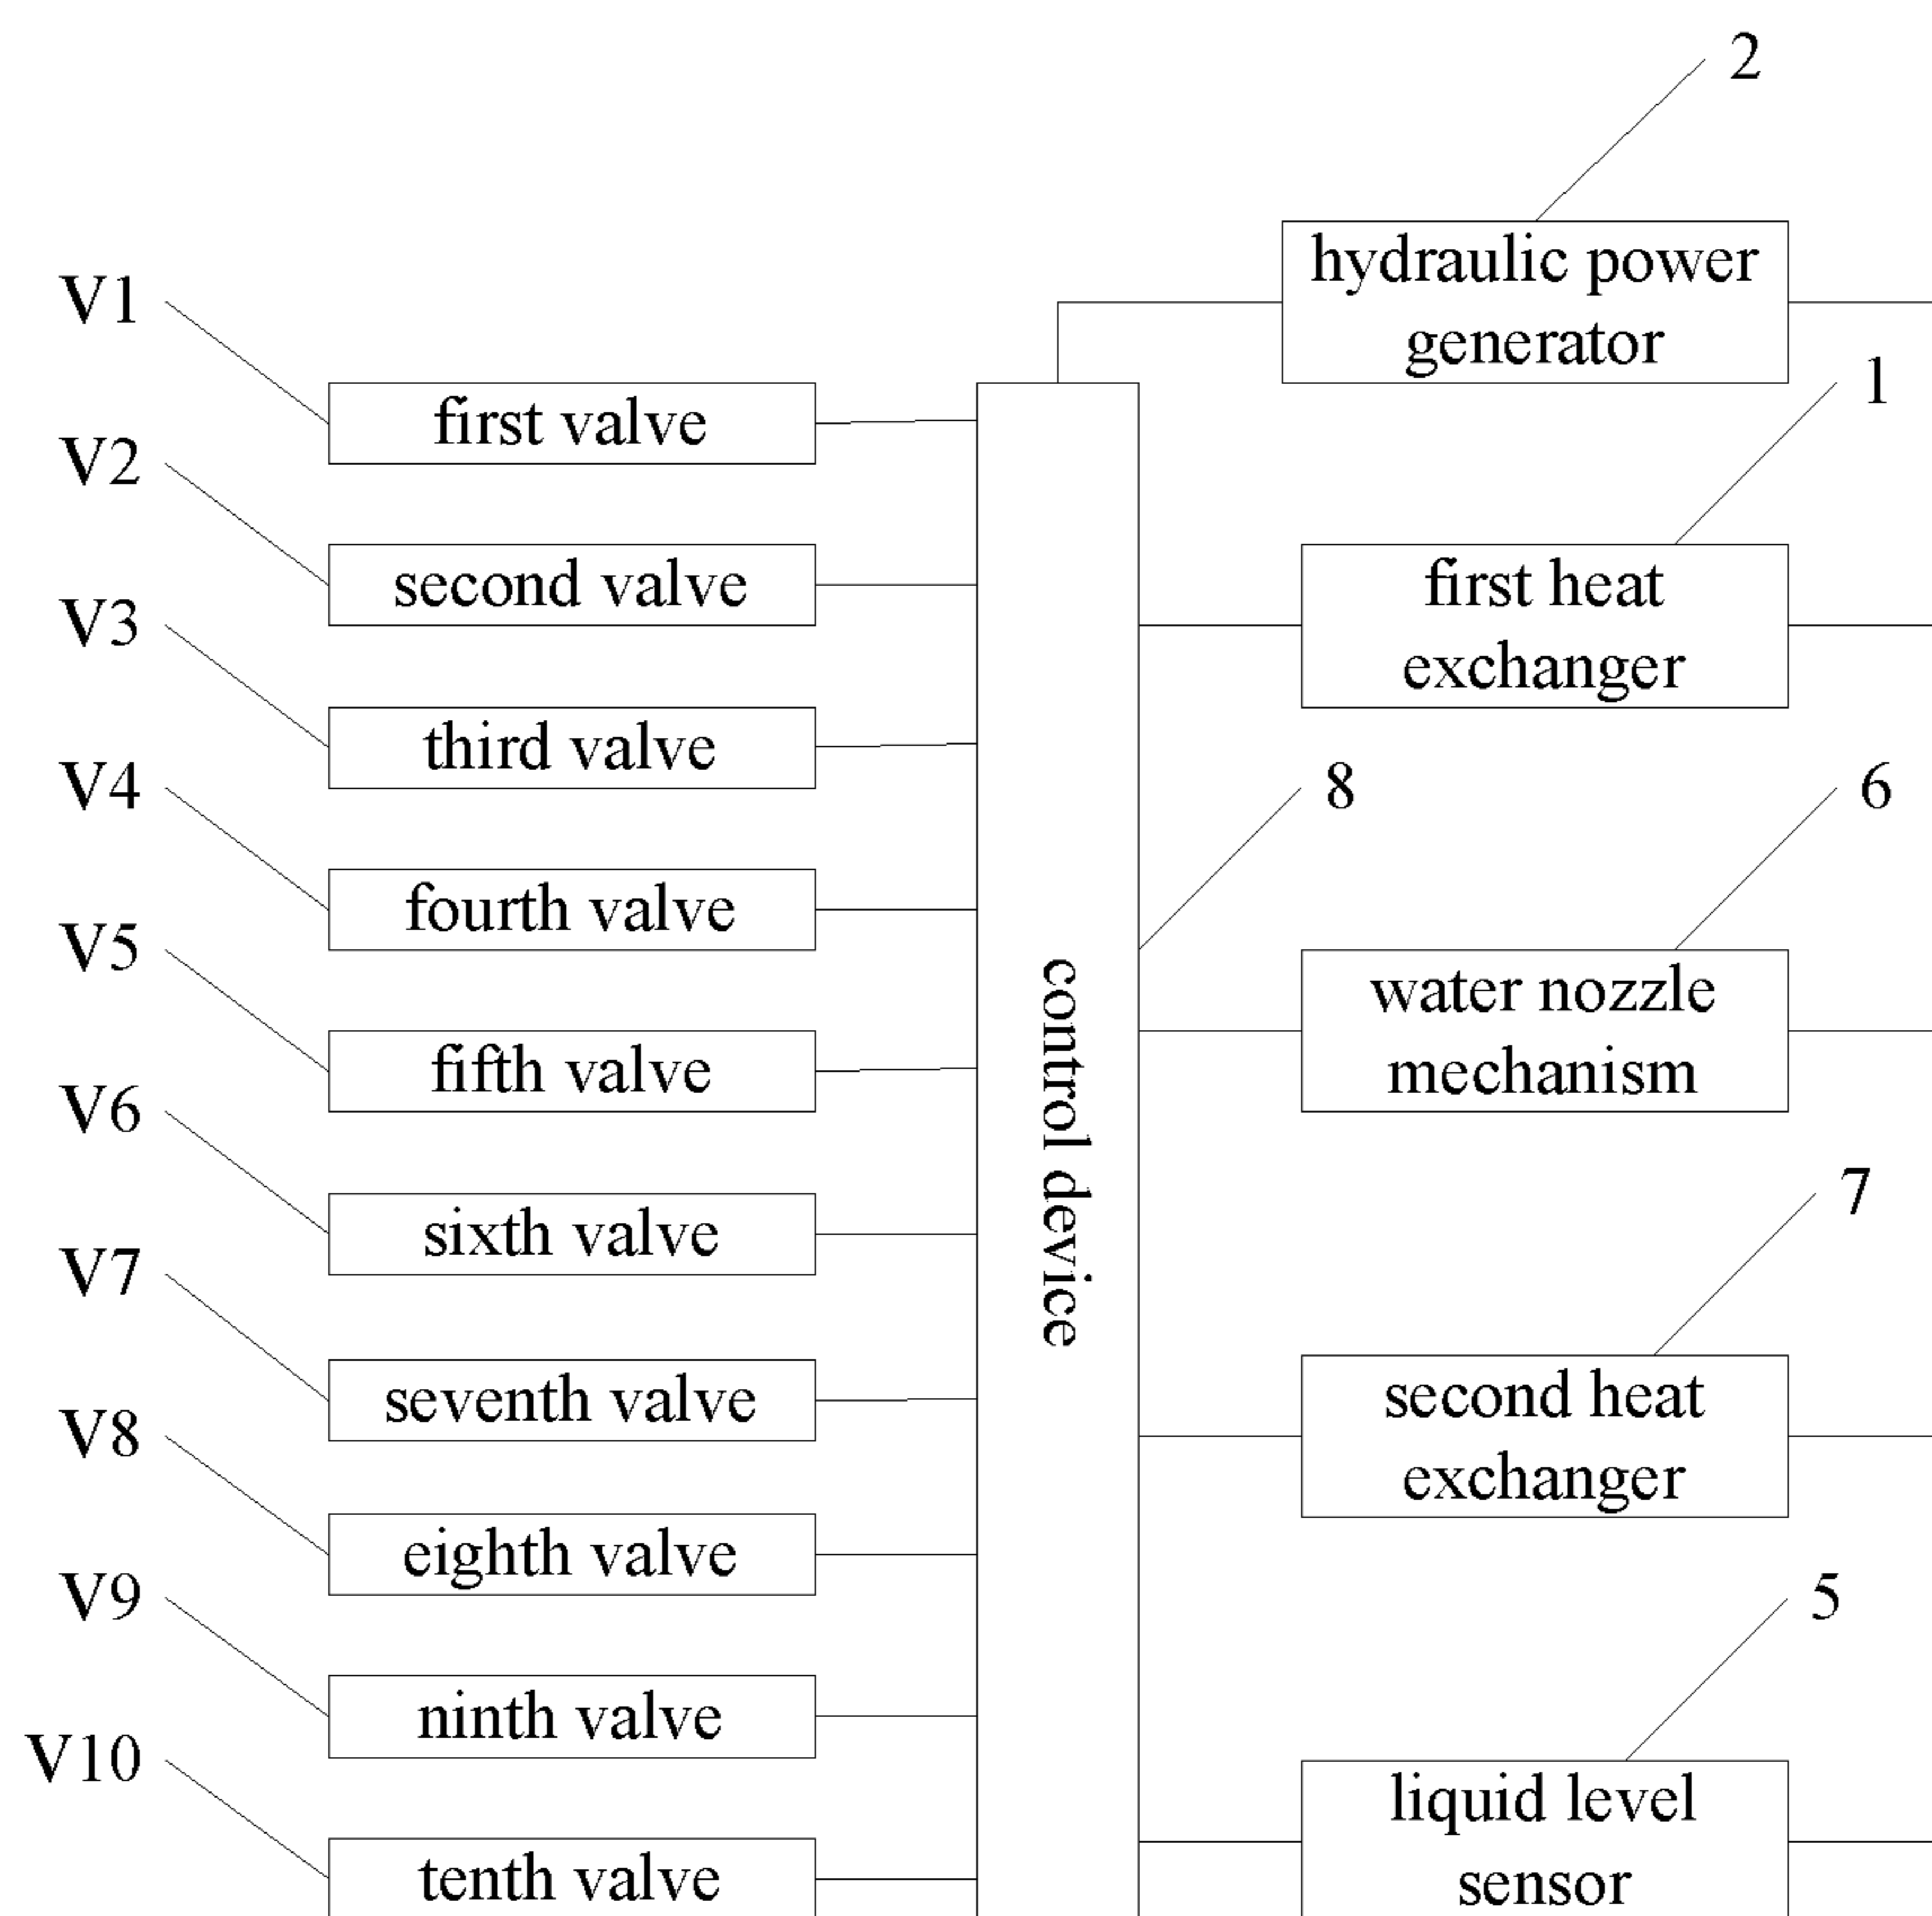 2
hydraulic power
generator
V1
1
first valve
V2
second valve
first heat
exchanger
V3
third valve
V4
8
6
fourth valve
V5
water nozzle
mechanism
fifth valve
control device
V6
7
sixth valve
V7
seventh valve
second heat
exchanger
V8
eighth valve
V9
5
ninth valve
V10
liquid level
sensor
tenth valve